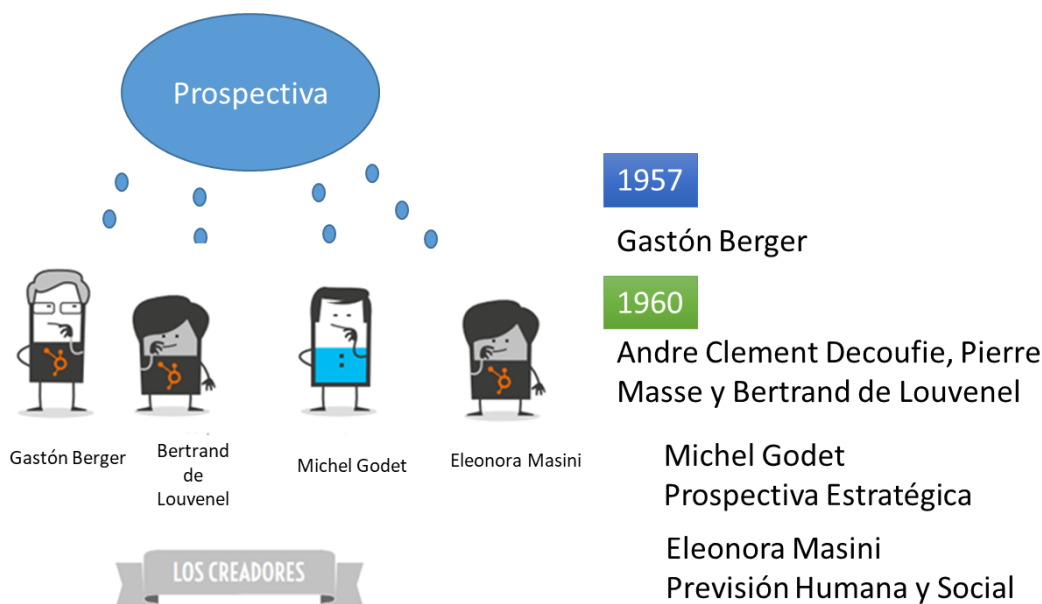 Prospectiva
1957
Gastón Berger
1960
Andre Clement Decoufie, Pierre
Masse y Bertrand de Louvenel
Michel Godet
Prospectiva Estratégica
Eleonora Masini
Previsión Humana y Social
Gastón Berger
Bertrand
de
Louvenel
Michel Godet
Eleonora Masini
LOS CREADORES